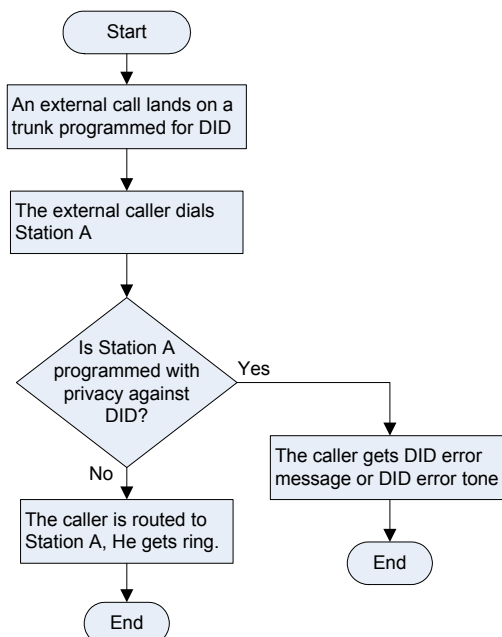 Start
An external call lands on a
trunk programmed for DID
The external caller dials
Station A
Is Station A
programmed with
privacy against
DID?
Yes
No
The caller gets DID error
message or DID error tone
The caller is routed to
Station A, He gets ring.
End
End